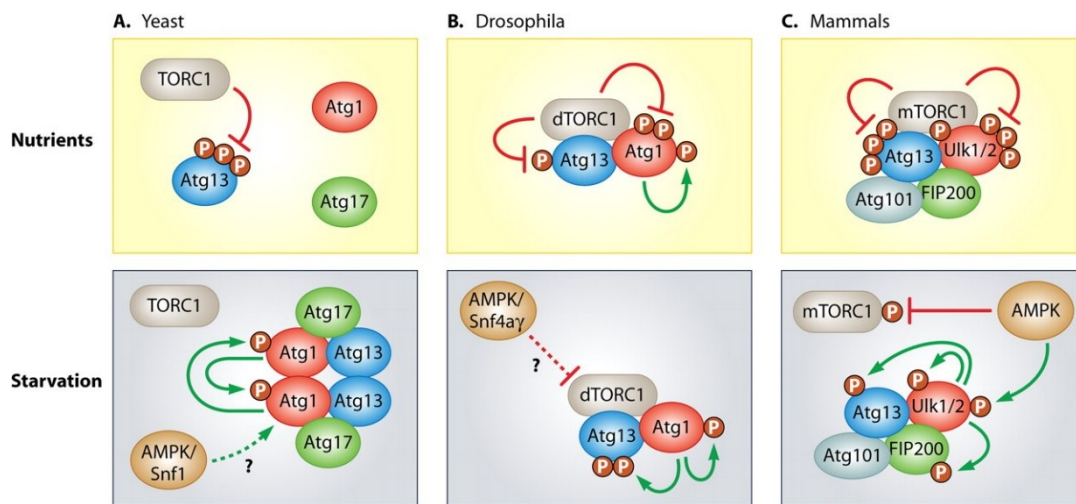 A. Yeast
B. Drosophila
C. Mammals
Nutrients
TORC1
P
P
P
Atg13
Atg1
Atg17
dTORC1
P
Atg13
P
P
Atg1
P
mTORC1
P
P
P
P
P
P
P
P
Atg13
Ulk1/2
Atg101
FIP200
Starvation
TORC1
Atg17
P
Atg1
Atg13
P
Atg1
Atg13
Atg17
AMPK/
Snf1
?
AMPK/
Snf4aγ
?
dTORC1
Atg13
Atg1
P
P
P
mTORC1
P
AMPK
P
P
Ulk1/2
P
Atg13
Atg101
FIP200
P